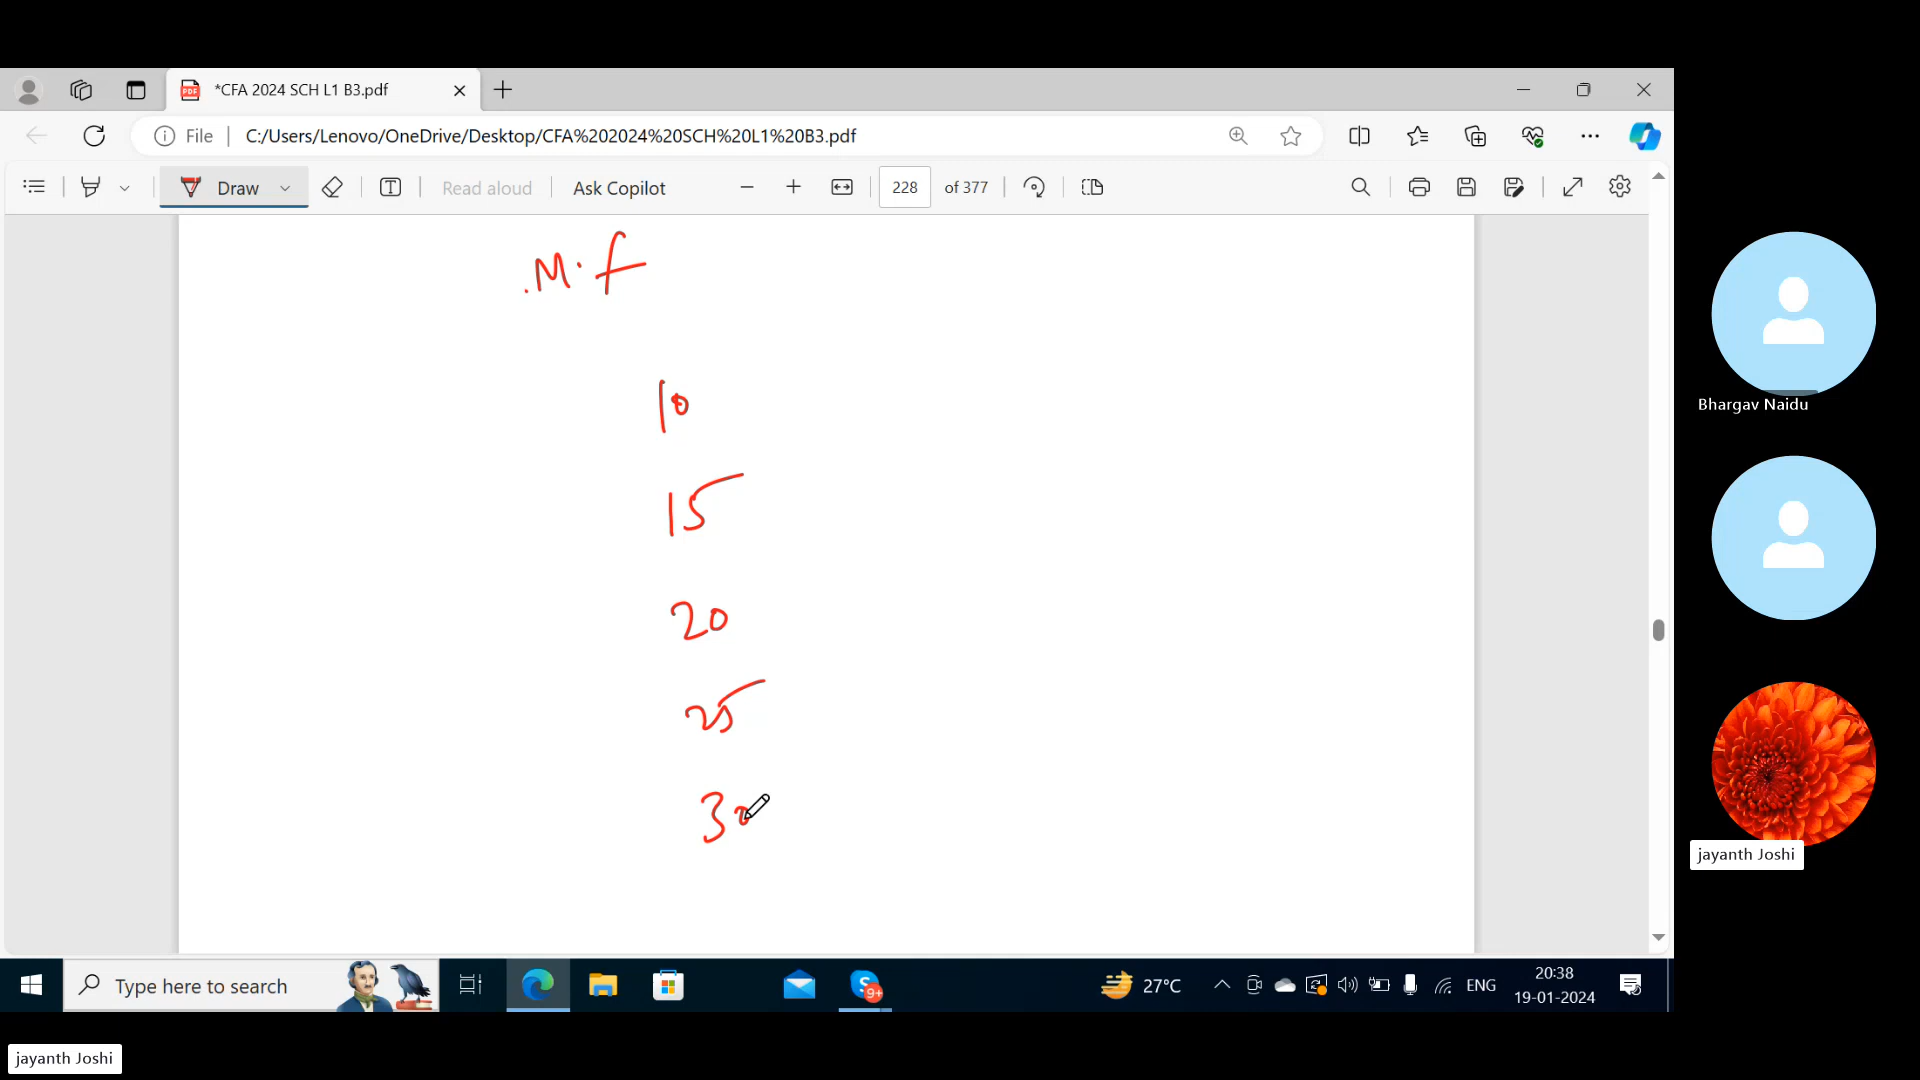 *CFA 2024 SCH L1 B3.pdf
File
C:/Users/Lenovo/OneDrive/Desktop/CFA%202024%20SCH%20L1%20B3.pdf
Draw
Read aloud
Ask Copilot
228
of 377
M.f
10
15
20
25
30
Bhargav Naidu
jayanth Joshi
Type here to search
9+
27°C
ENG
20:38
19-01-2024
jayanth Joshi